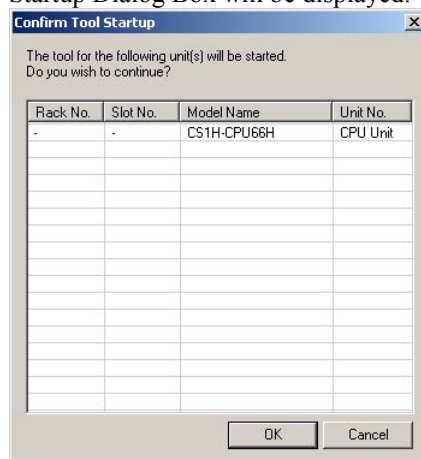 Startup Dialog Box will be displayed.
Confirm Tool Startup
The tool for the following unit(s) will be started.
Do you wish to continue?
Rack No. Slot No. Model Name Unit No.
- - CS1H-CPU66H CPU Unit
OK Cancel